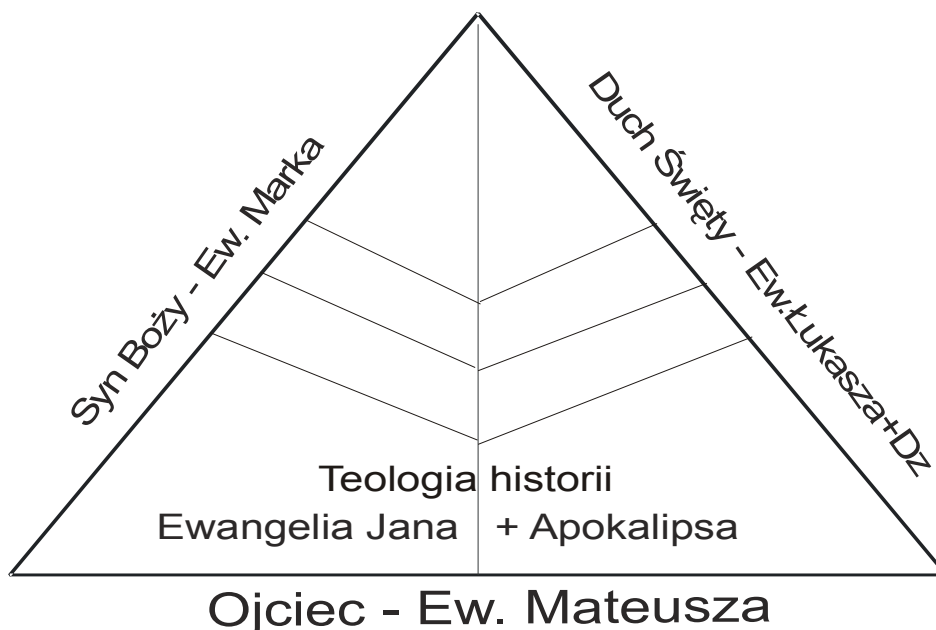 Syn Boży - Ew. Marka
Duch Święty - Ew.Łukasza+Dz
Teologia historii
Ewangelia Jana + Apokalipsa
Ojciec - Ew. Mateusza